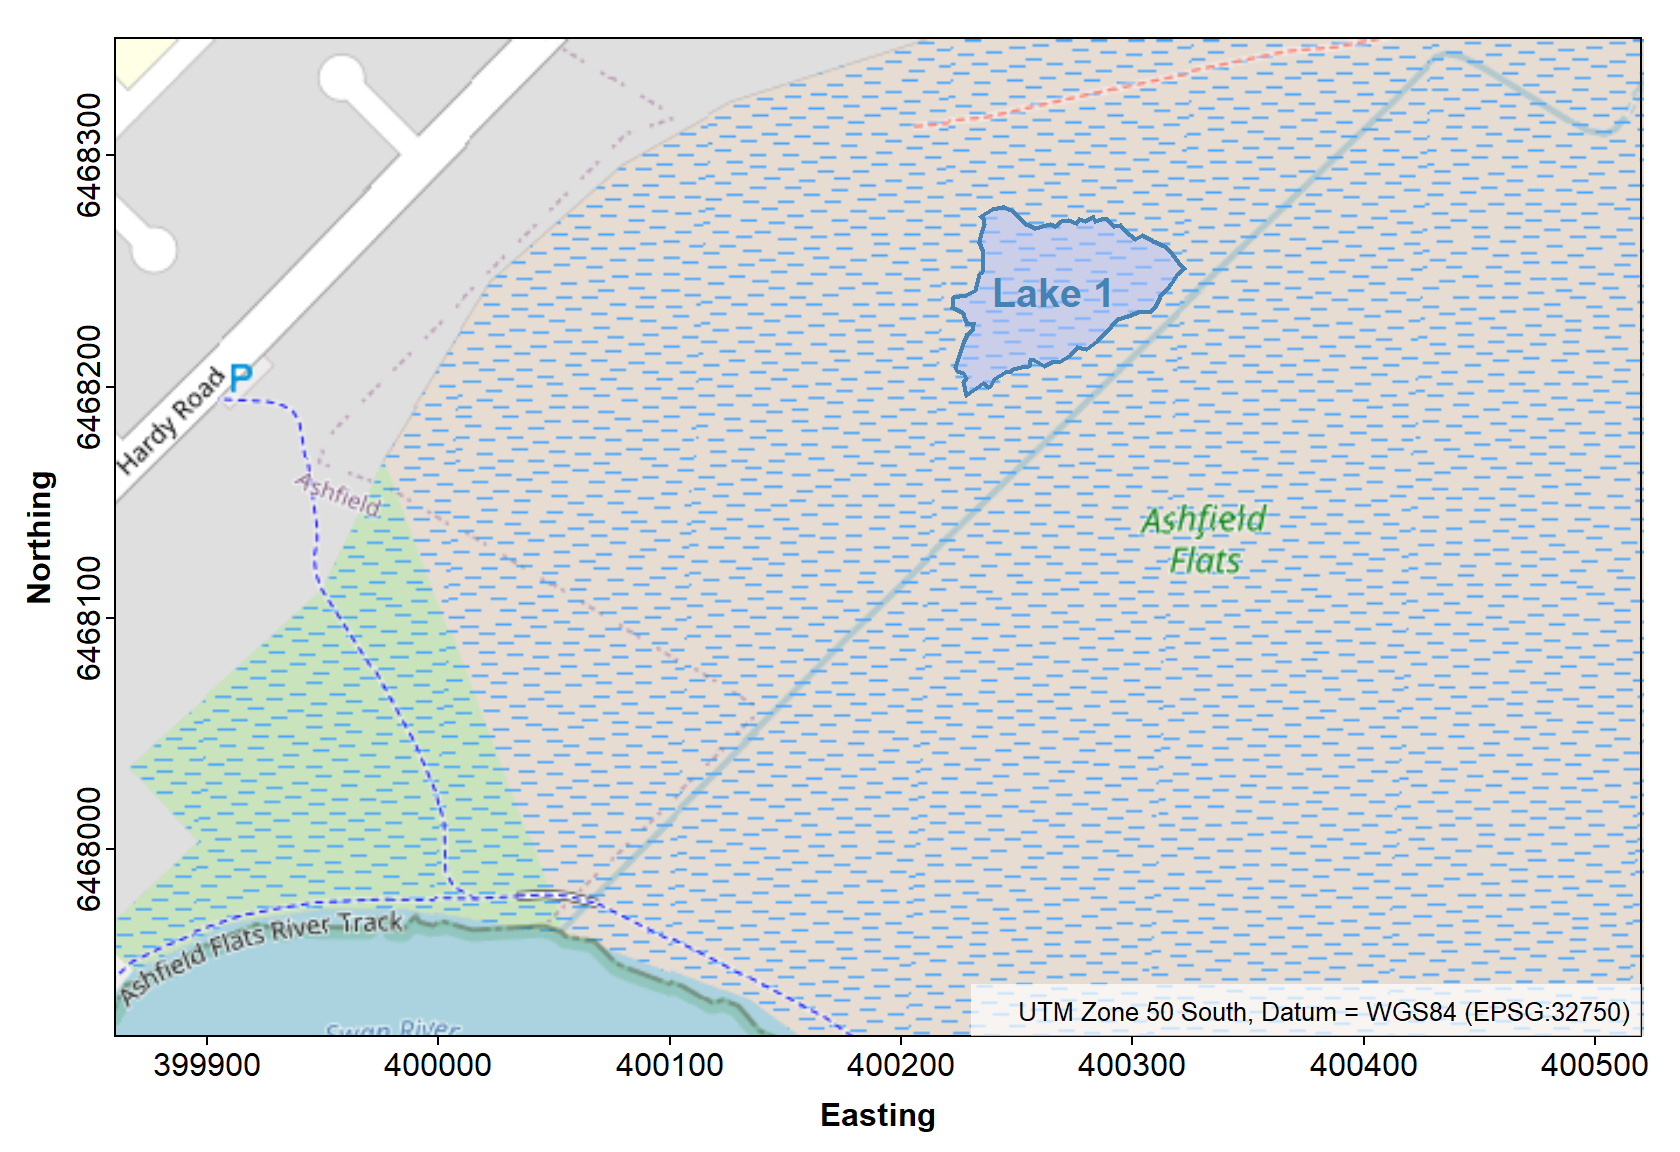 Northing
6468300
6468200
6468100
6468000
P
Hardy Road
Lake 1
Ashfield
Ashfield
Flats
Ashfield Flats River Track
Swan River
UTM Zone 50 South, Datum = WGS84 (EPSG:32750)
399900
400000
400100
400200
400300
400400
400500
Easting